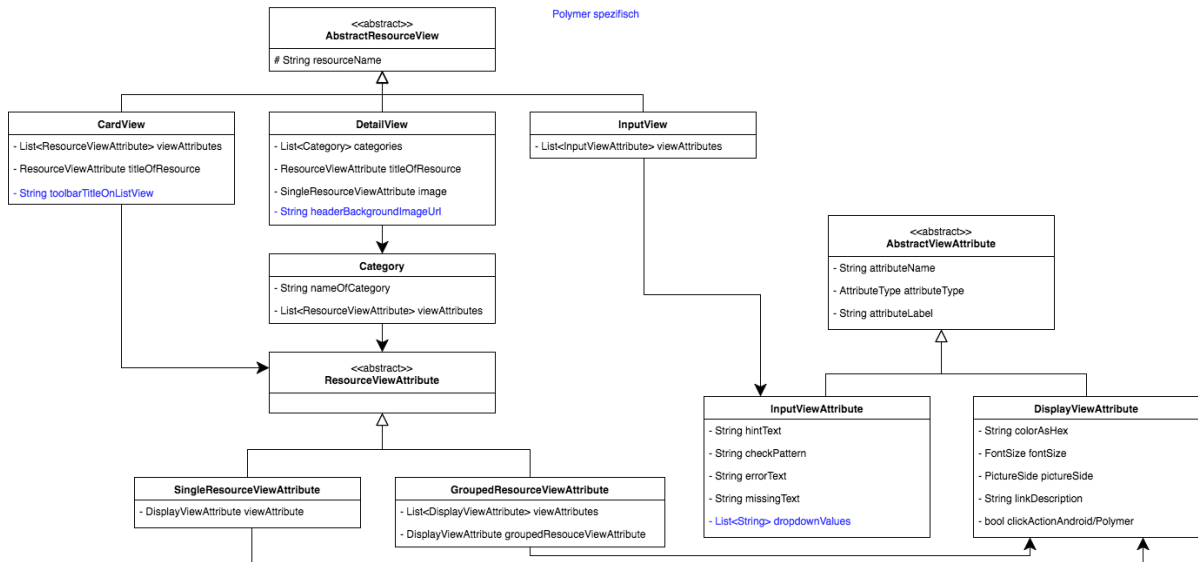 Polymer spezifisch
<<abstract>>
AbstractResourceView
# String resourceName
CardView
- List<ResourceViewAttribute> viewAttributes
- ResourceViewAttribute titleOfResource
- String toolbarTitleOnListView
DetailView
- List<Category> categories
- ResourceViewAttribute titleOfResource
- SingleResourceViewAttribute image
- String headerBackgroundImageUrl
InputView
- List<InputViewAttribute> viewAttributes
Category
- String nameOfCategory
- List<ResourceViewAttribute> viewAttributes
<<abstract>>
AbstractViewAttribute
- String attributeName
- AttributeType attributeType
- String attributeLabel
<<abstract>>
ResourceViewAttribute
SingleResourceViewAttribute
- DisplayViewAttribute viewAttribute
GroupedResourceViewAttribute
- List<DisplayViewAttribute> viewAttributes
- DisplayViewAttribute groupedResouceViewAttribute
InputViewAttribute
- String hintText
- String checkPattern
- String errorText
- String missingText
- List<String> dropdownValues
DisplayViewAttribute
- String colorAsHex
- FontSize fontSize
- PictureSide pictureSide
- String linkDescription
- bool clickActionAndroid/Polymer